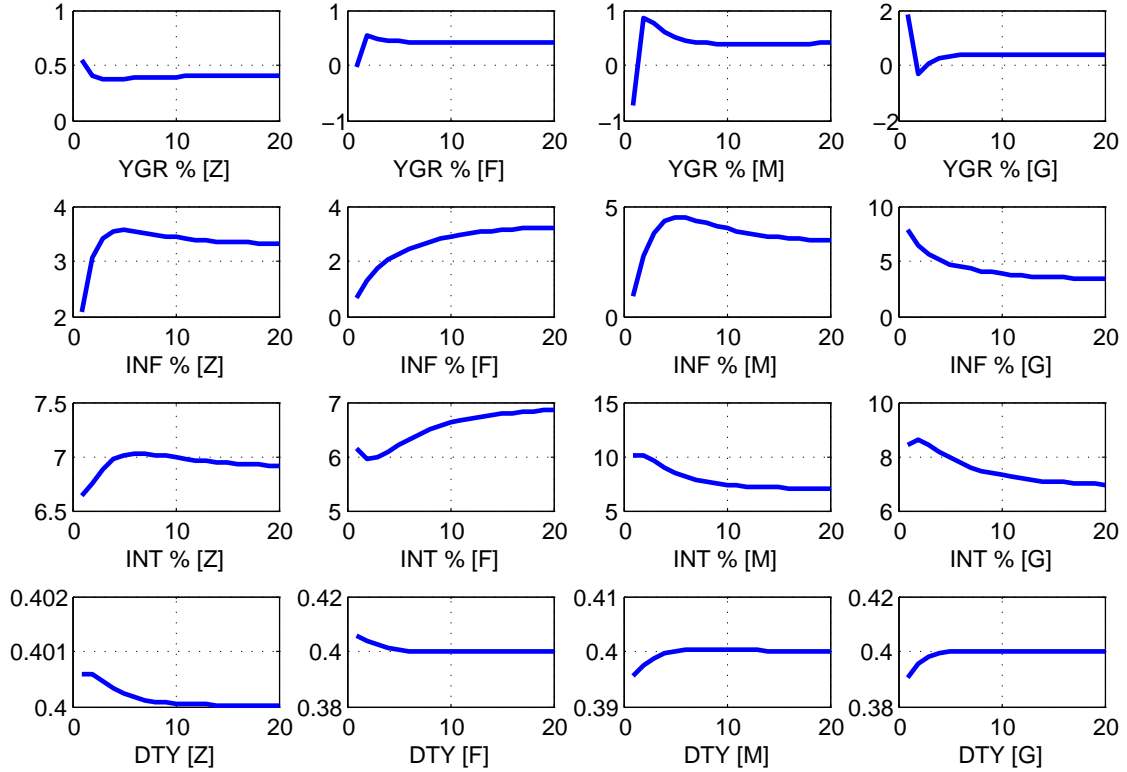 1 1 1 2
0.5 0 0 0
0 −1 −1 −2
0 10 20 0 10 20 0 10 20 0 10 20
YGR % [Z] YGR % [F] YGR % [M] YGR % [G]
4 4 5 10
3 2 5
2 0 0 0
0 10 20 0 10 20 0 10 20 0 10 20
INF % [Z] INF % [F] INF % [M] INF % [G]
7.5 7 15 10
7 6 10 8
6.5 5 5 6
0 10 20 0 10 20 0 10 20 0 10 20
INT % [Z] INT % [F] INT % [M] INT % [G]
0.402 0.42 0.41 0.42
0.401 0.4 0.4 0.4
0.4 0.38 0.39 0.38
0 10 20 0 10 20 0 10 20 0 10 20
DTY [Z] DTY [F] DTY [M] DTY [G]